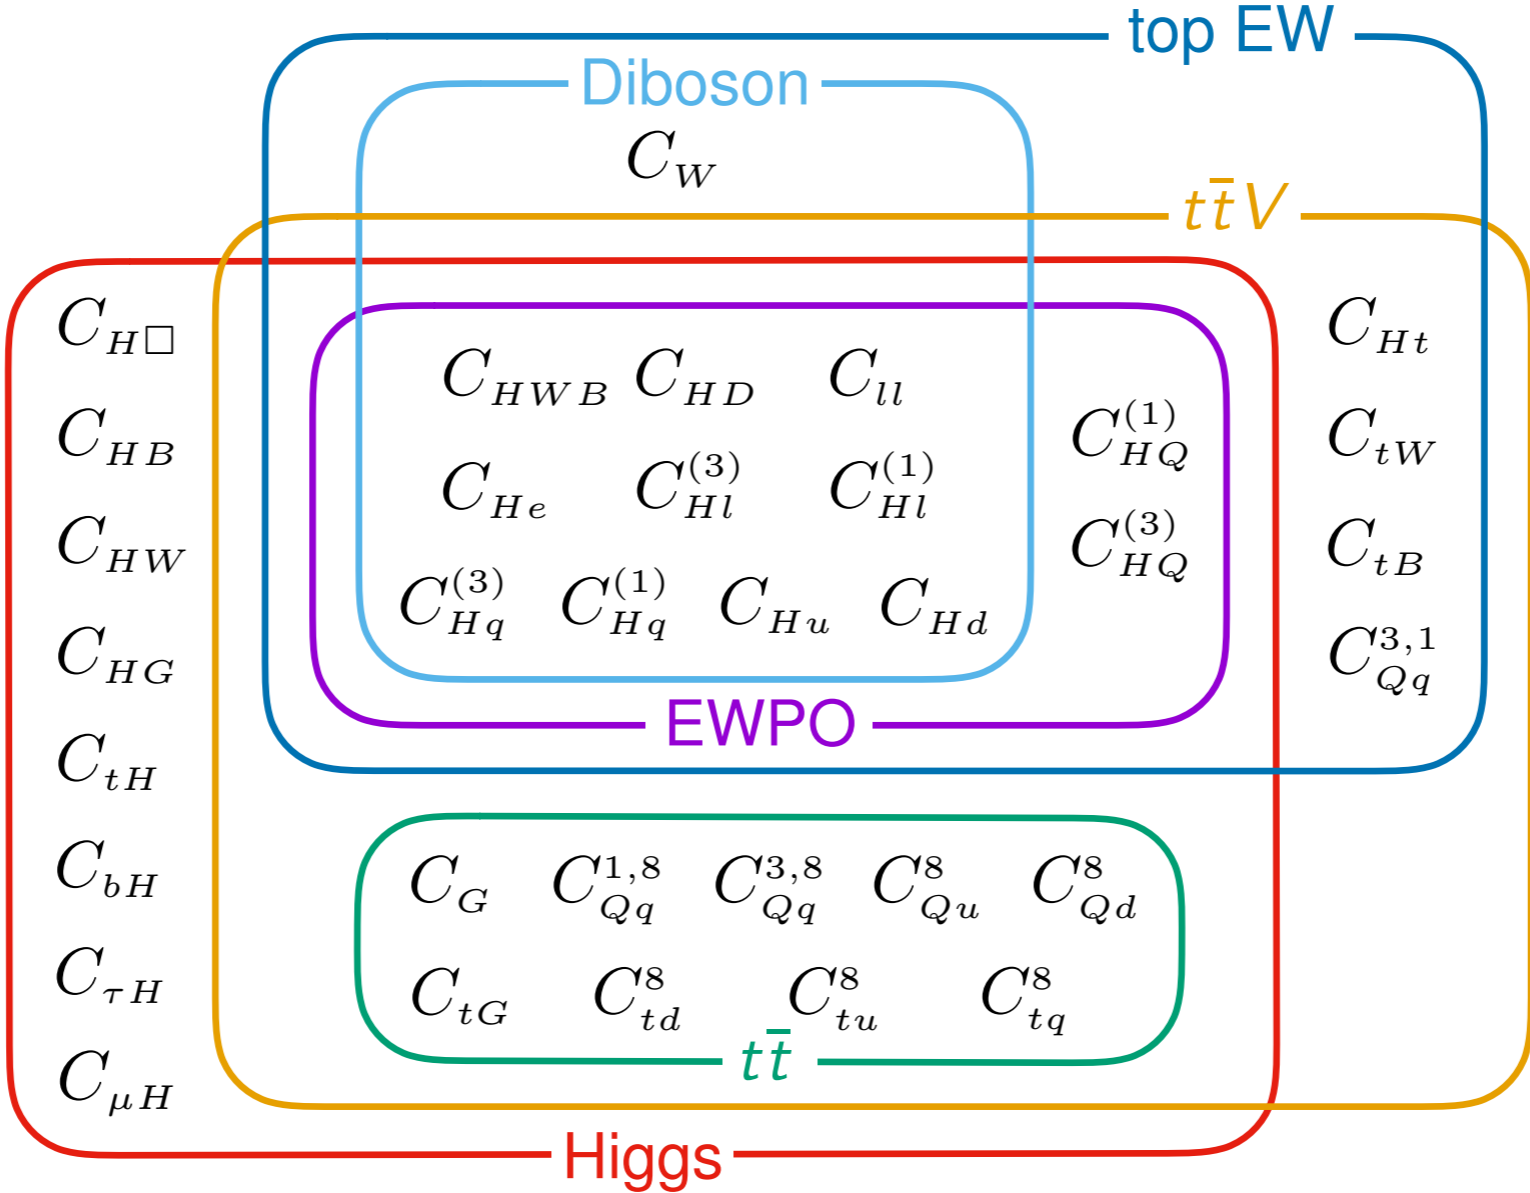 top EW
Diboson
C_W
t\bar{t}V
C_{H□}
C_{HB}
C_{HW}
C_{HG}
C_{tH}
C_{bH}
C_{τH}
C_{μH}
C_{HWB} C_{HD} C_{ll}
C_{He} C_{Hl}^{(3)} C_{Hl}^{(1)}
C_{Hq}^{(3)} C_{Hq}^{(1)} C_{Hu} C_{Hd}
C_{HQ}^{(1)}
C_{HQ}^{(3)}
EWPO
C_{Ht}
C_{tW}
C_{tB}
C_{Qq}^{3,1}
C_G C_{Qq}^{1,8} C_{Qq}^{3,8} C_{Qu}^{8} C_{Qd}^{8}
C_{tG} C_{td}^{8} C_{tu}^{8} C_{tq}^{8}
t\bar{t}
Higgs